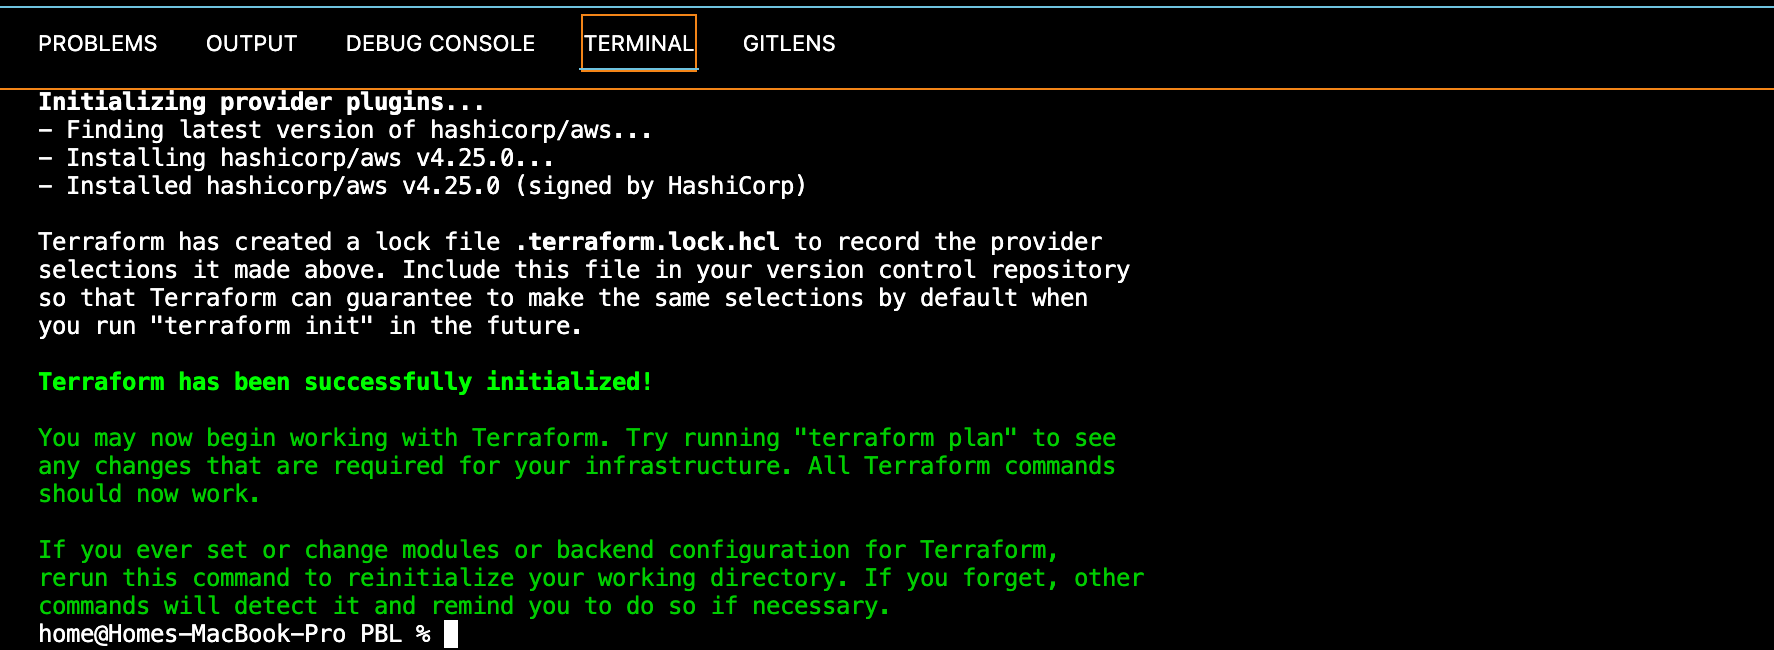 PROBLEMS OUTPUT DEBUG CONSOLE TERMINAL GITLENS
Initializing provider plugins...
- Finding latest version of hashicorp/aws...
- Installing hashicorp/aws v4.25.0...
- Installed hashicorp/aws v4.25.0 (signed by HashiCorp)
Terraform has created a lock file .terraform.lock.hcl to record the provider
selections it made above. Include this file in your version control repository
so that Terraform can guarantee to make the same selections by default when
you run "terraform init" in the future.
Terraform has been successfully initialized!
You may now begin working with Terraform. Try running "terraform plan" to see
any changes that are required for your infrastructure. All Terraform commands
should now work.
If you ever set or change modules or backend configuration for Terraform,
rerun this command to reinitialize your working directory. If you forget, other
commands will detect it and remind you to do so if necessary.
home@Homes-MacBook-Pro PBL %